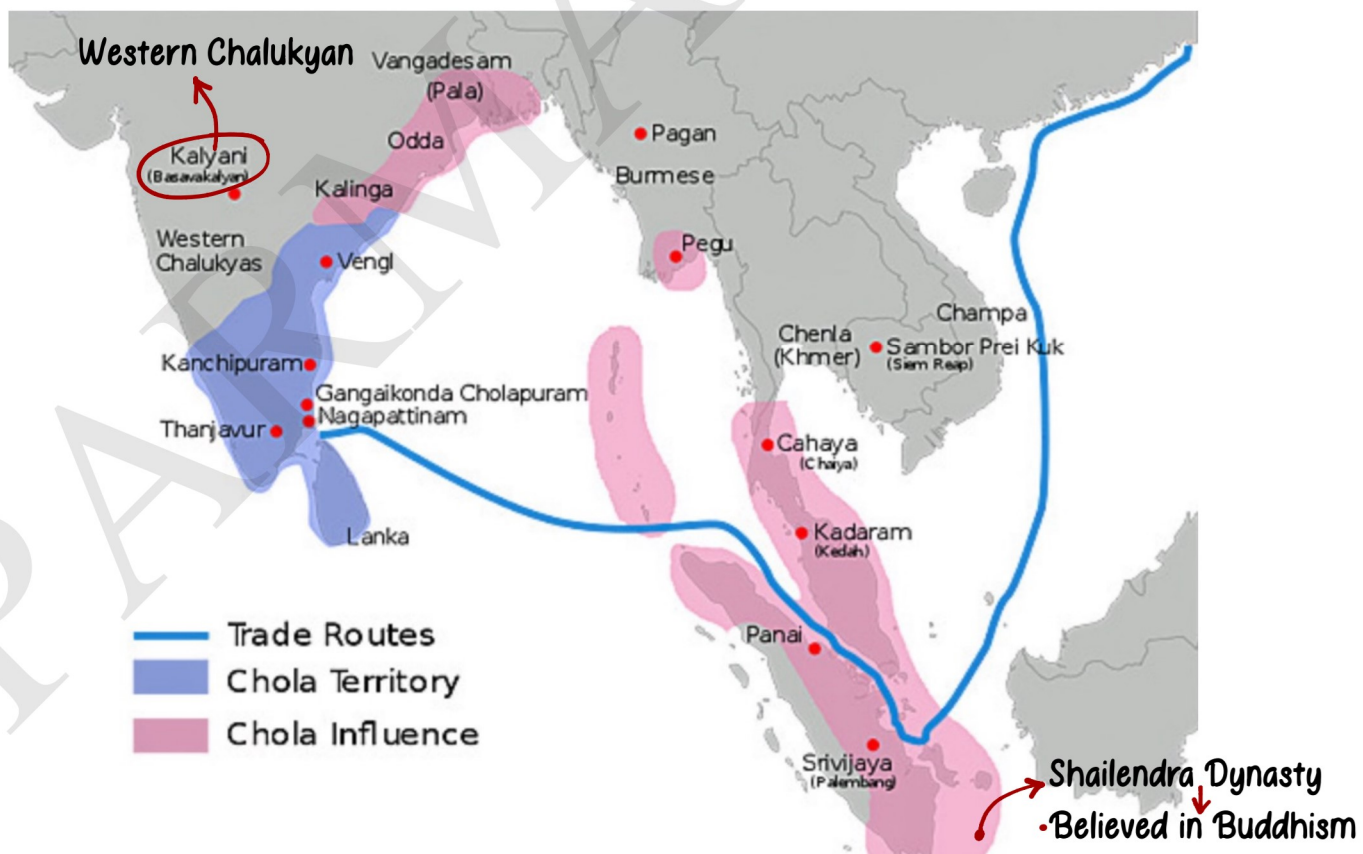 Western Chalukyan
Vangadesam
(Pala)
Odda
Pagan
Kalyani
(Basavakalyan)
Burmese
Kalinga
Western
Chalukyas
Vengl
Pegu
Champa
Chenla
(Khmer)
Sambor Prei Kuk
(Siem Reap)
Kanchipuram
Gangaikonda Cholapuram
Nagapattinam
Thanjavur
Cahaya
(Chaiya)
Lanka
Kadaram
(Kedah)
Trade Routes
Panai
Chola Territory
Chola Influence
Srivijaya
(Palembang)
Shailendra Dynasty
·Believed in Buddhism
PARMA